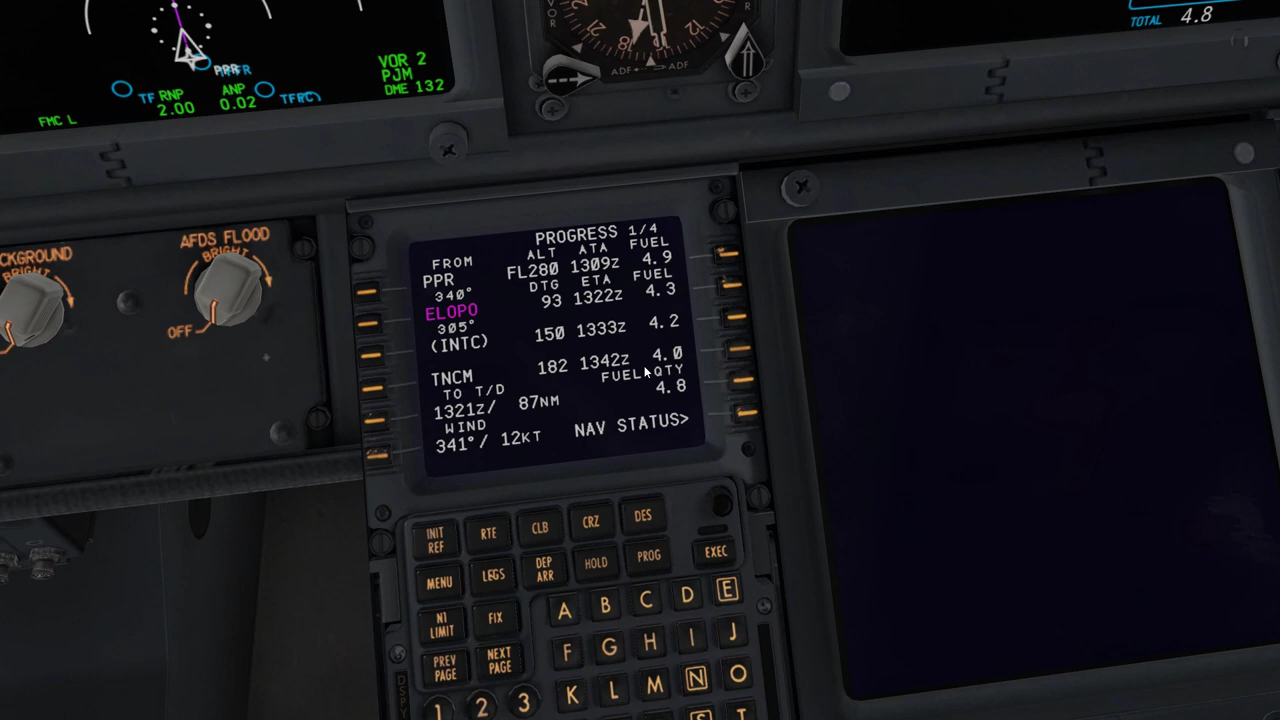 VOR
R
TOTAL 4.8
ADF ADF
PPR
TF
TFR
RNP
2.00
ANP
0.02
VOR 2
PJM
DME 132
FMC L
BACKGROUND
BRIGHT
AFDS FLOOD
BRIGHT
OFF
PROGRESS 1/4
FROM ALT ATA FUEL
PPR FL280 1309z 4.9
340° DTG ETA FUEL
ELOPO 93 1322z 4.3
305°
(INTC) 150 1333z 4.2
TNCM 182 1342z 4.0
TO T/D FUEL QTY
1321z/ 87NM 4.8
WIND
341°/ 12KT NAV STATUS>
INIT REF RTE CLB CRZ DES
MENU LEGS DEP ARR HOLD PROG EXEC
N1 LIMIT FIX A B C D E
PREV PAGE NEXT PAGE F G H I J
K L M N O
1 2 3
DSPY